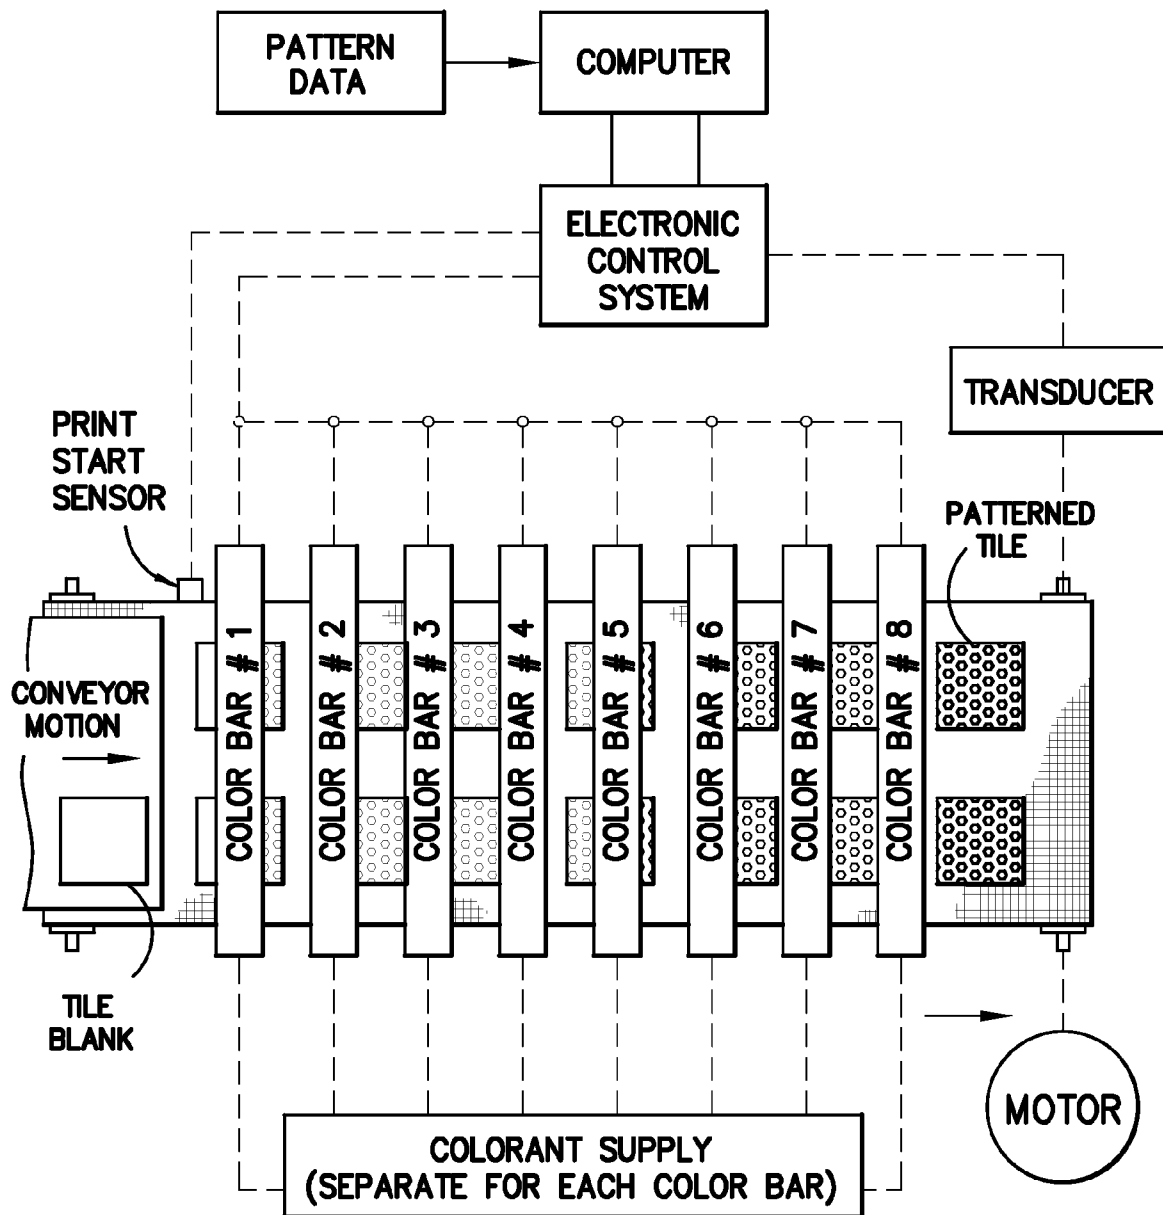 PATTERN
DATA
COMPUTER
ELECTRONIC
CONTROL
SYSTEM
TRANSDUCER
PRINT
START
SENSOR
PATTERNED
TILE
CONVEYOR
MOTION
COLOR BAR # 1
COLOR BAR # 2
COLOR BAR # 3
COLOR BAR # 4
COLOR BAR # 5
COLOR BAR # 6
COLOR BAR # 7
COLOR BAR # 8
TILE
BLANK
MOTOR
COLORANT SUPPLY
(SEPARATE FOR EACH COLOR BAR)